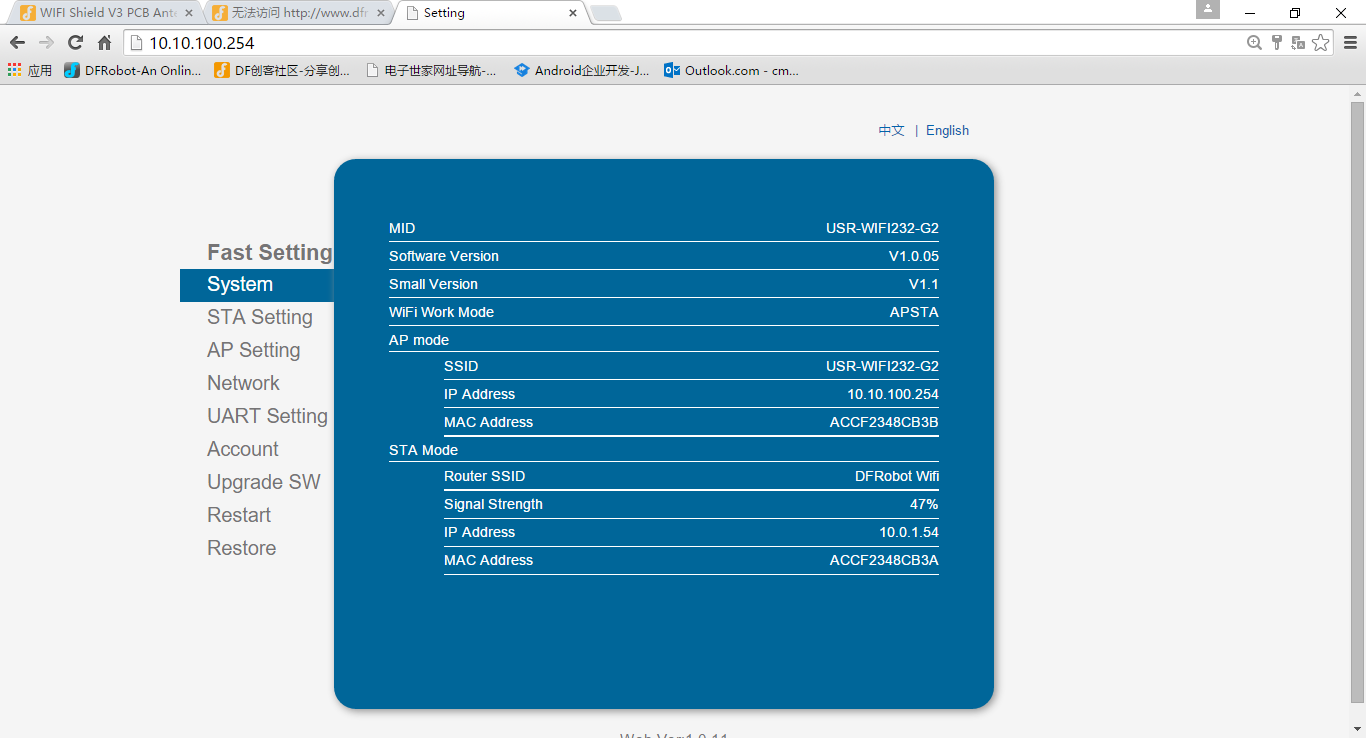 WIFI Shield V3 PCB Ante
无法访问 http://www.dfr
Setting
10.10.100.254
应用
DFRobot-An Onlin...
DF创客社区-分享创...
电子世家网址导航-...
Android企业开发-J...
Outlook.com - cm...
中文 | English
Fast Setting
System
STA Setting
AP Setting
Network
UART Setting
Account
Upgrade SW
Restart
Restore
MID USR-WIFI232-G2
Software Version V1.0.05
Small Version V1.1
WiFi Work Mode APSTA
AP mode
SSID USR-WIFI232-G2
IP Address 10.10.100.254
MAC Address ACCF2348CB3B
STA Mode
Router SSID DFRobot Wifi
Signal Strength 47%
IP Address 10.0.1.54
MAC Address ACCF2348CB3A
Web Ver:1.0.11